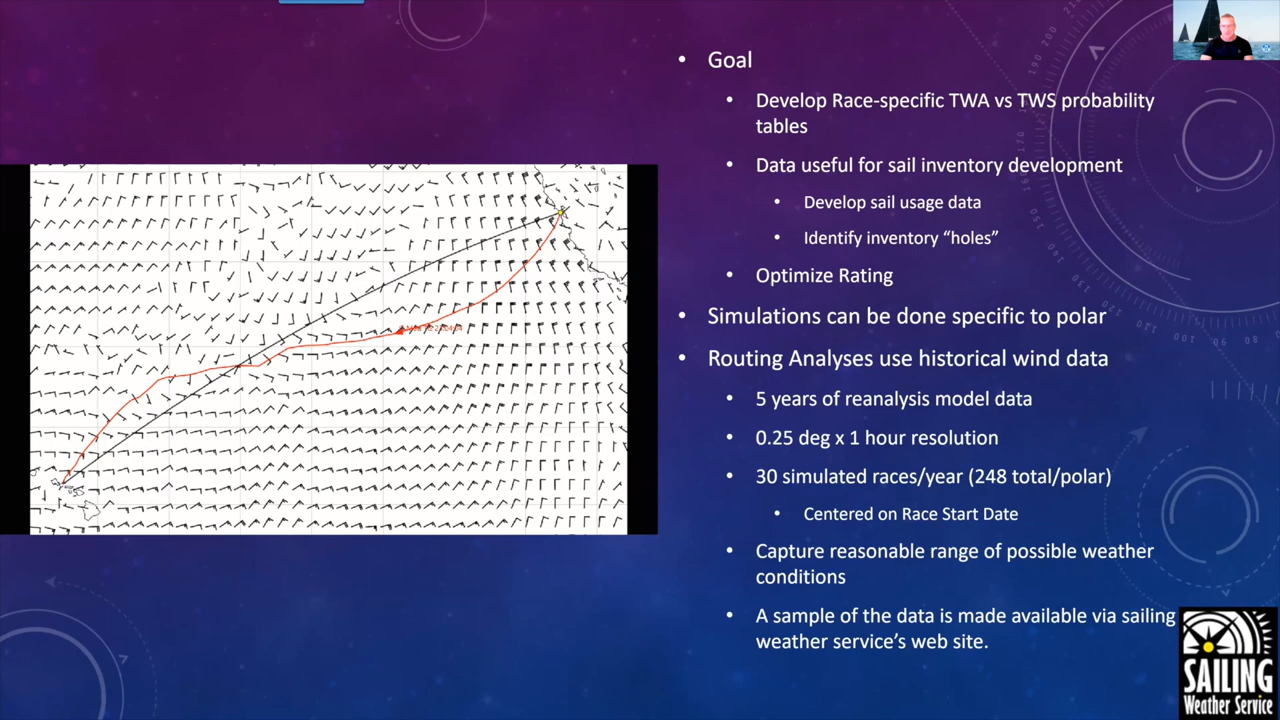 Goal
Develop Race-specific TWA vs TWS probability
tables
Data useful for sail inventory development
Develop sail usage data
Identify inventory “holes”
Optimize Rating
Simulations can be done specific to polar
Routing Analyses use historical wind data
5 years of reanalysis model data
0.25 deg x 1 hour resolution
30 simulated races/year (248 total/polar)
Centered on Race Start Date
Capture reasonable range of possible weather
conditions
A sample of the data is made available via sailing
weather service’s web site.
SAILING
Weather Service